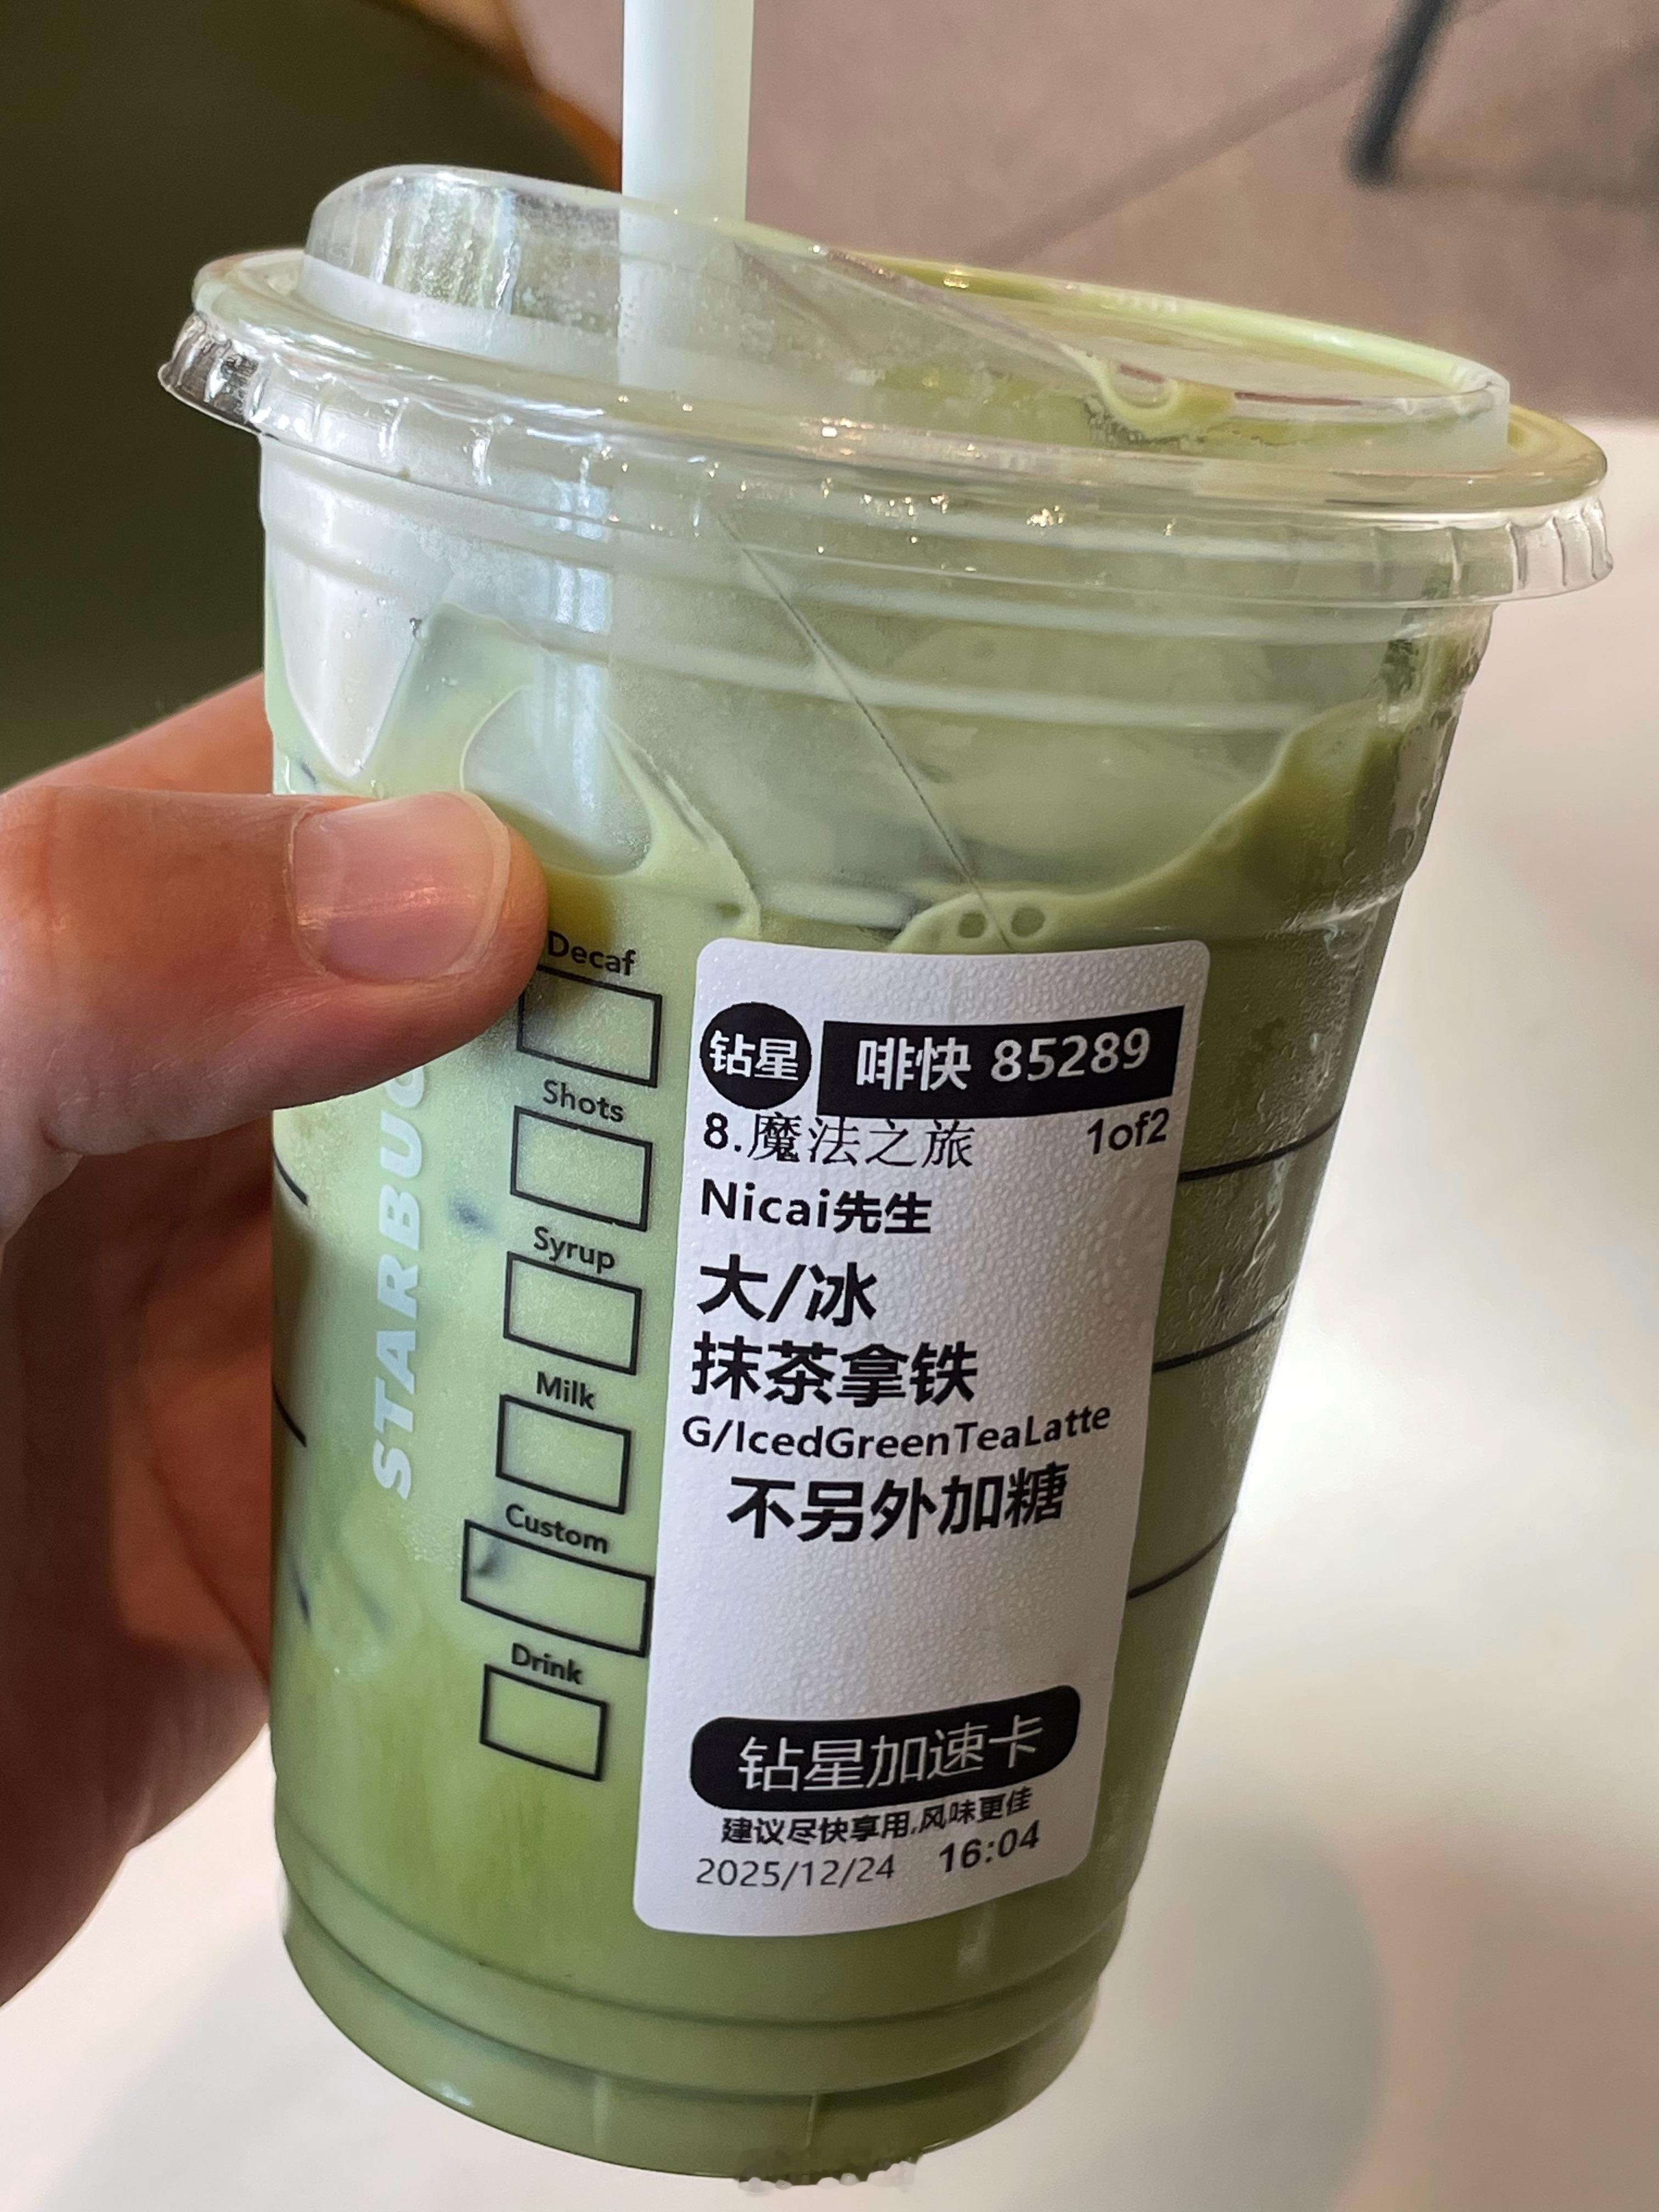 Decaf
Shots
Syrup
Milk
Custom
Drink
STARBUC
钻星 啡快 85289
8.魔法之旅 1of2
Nicai先生
大/冰
抹茶拿铁
G/IcedGreenTeaLatte
不另外加糖
钻星加速卡
建议尽快享用,风味更佳
2025/12/24 16:04